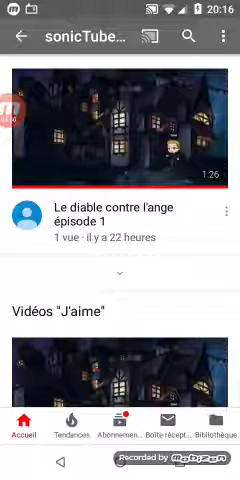 20:16
sonicTube...
1:26
Le diable contre l'ange
épisode 1
1 vue · il y a 22 heures
Vidéos "J'aime"
Accueil
Tendances
Abonnemen...
Boîte récept...
Bibliothèque
Recorded by
mobizen